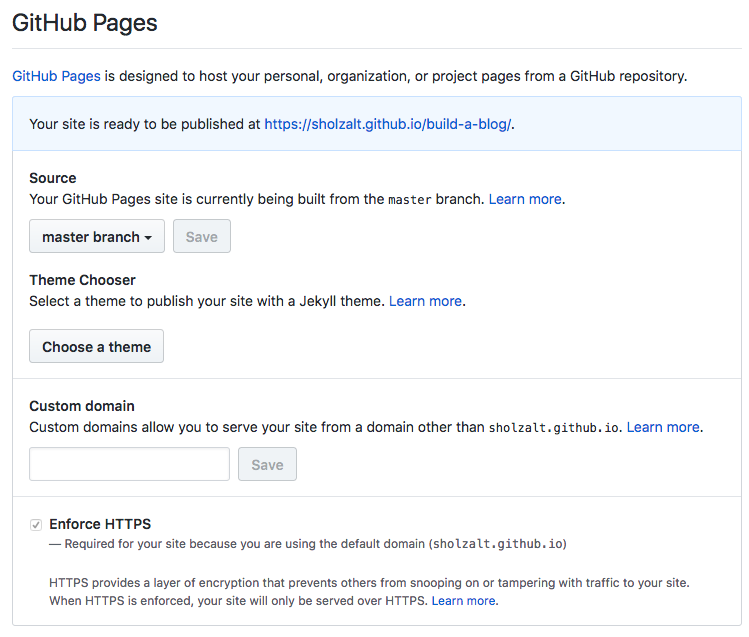 GitHub Pages
GitHub Pages is designed to host your personal, organization, or project pages from a GitHub repository.
Your site is ready to be published at https://sholzalt.github.io/build-a-blog/.
Source
Your GitHub Pages site is currently being built from the master branch. Learn more.
master branch Save
Theme Chooser
Select a theme to publish your site with a Jekyll theme. Learn more.
Choose a theme
Custom domain
Custom domains allow you to serve your site from a domain other than sholzalt.github.io. Learn more.
Save
Enforce HTTPS
— Required for your site because you are using the default domain (sholzalt.github.io)
HTTPS provides a layer of encryption that prevents others from snooping on or tampering with traffic to your site.
When HTTPS is enforced, your site will only be served over HTTPS. Learn more.